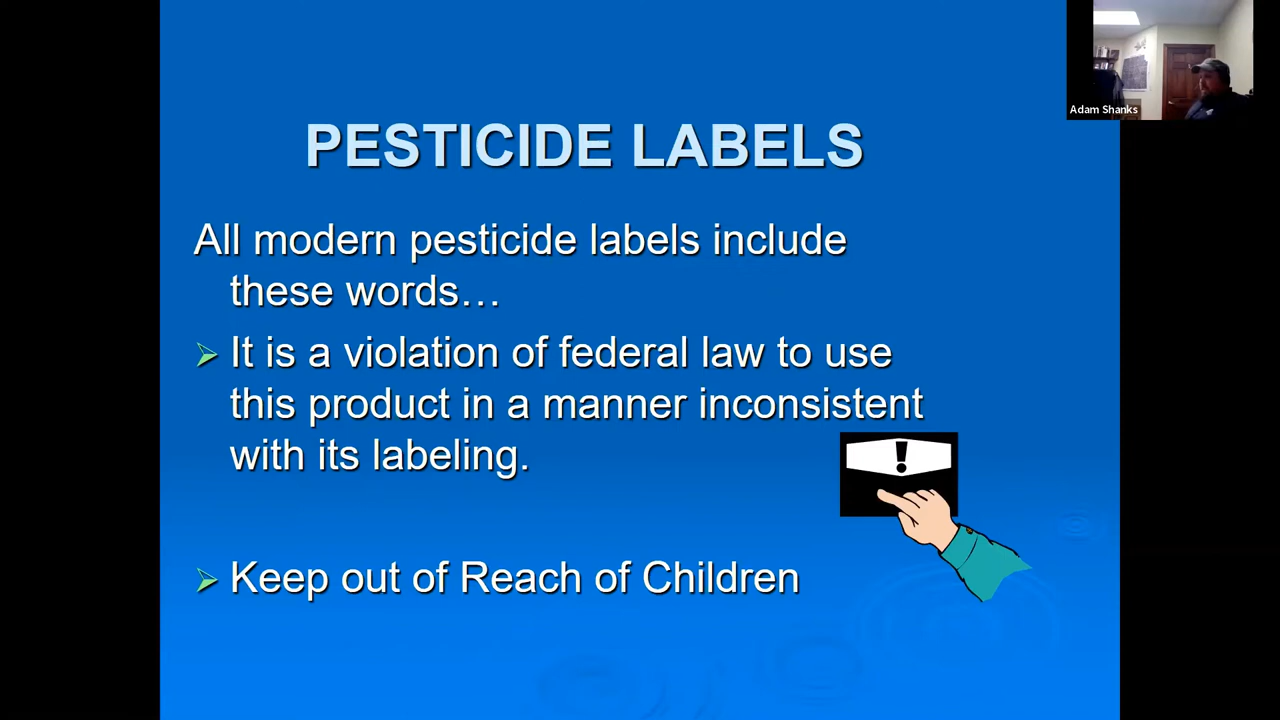 PESTICIDE LABELS
All modern pesticide labels include
these words…
It is a violation of federal law to use
this product in a manner inconsistent
with its labeling.
!
Keep out of Reach of Children
Adam Shanks